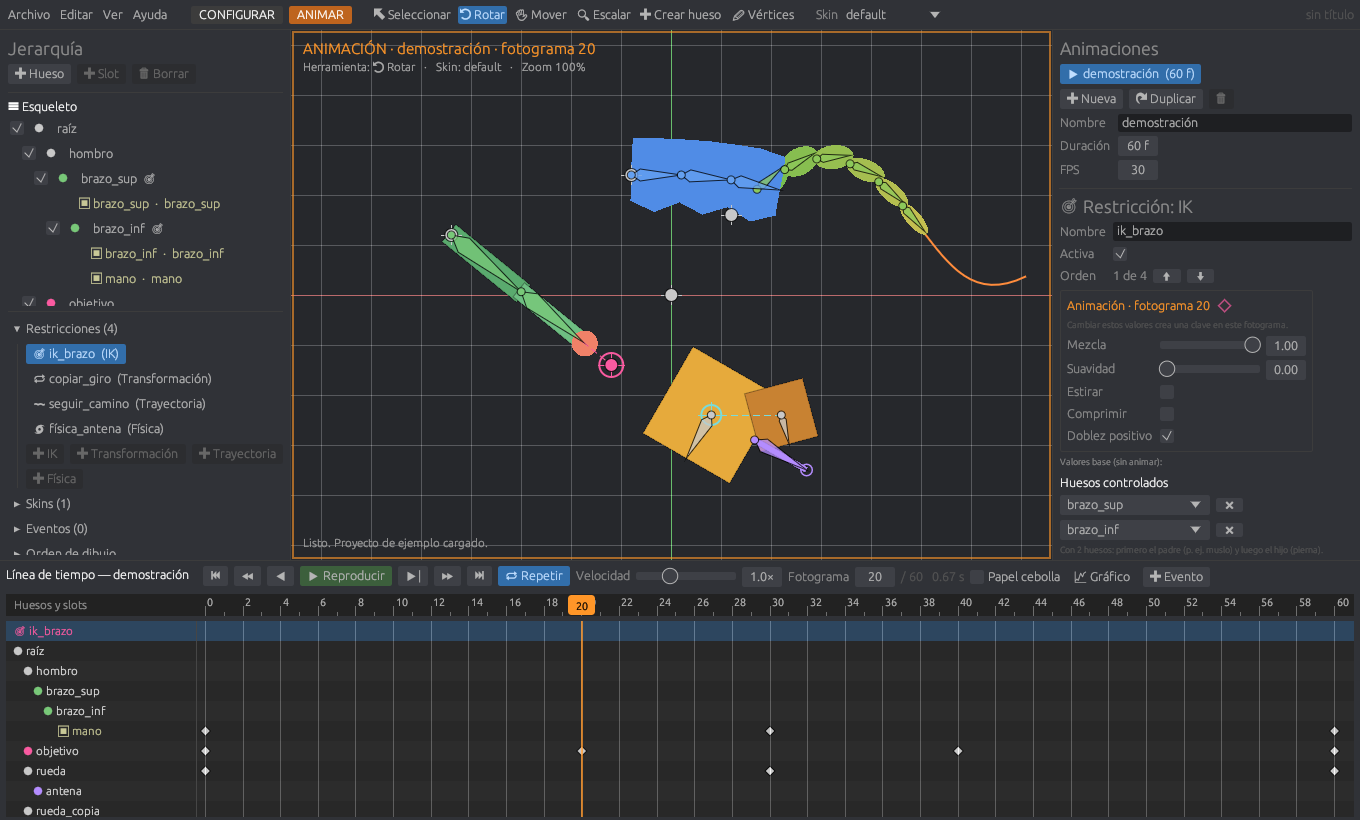 Archivo Editar Ver Ayuda CONFIGURAR ANIMAR Seleccionar Rotar Mover Escalar Crear hueso Vértices Skin default sin título
Jerarquía
Hueso Slot Borrar
Esqueleto
raíz
hombro
brazo_sup
brazo_sup · brazo_sup
brazo_inf
brazo_inf · brazo_inf
mano · mano
objetivo
Restricciones (4)
ik_brazo (IK)
copiar_giro (Transformación)
seguir_camino (Trayectoria)
física_antena (Física)
IK Transformación Trayectoria
Física
Skins (1)
Eventos (0)
Orden de dibujo
ANIMACIÓN · demostración · fotograma 20
Herramienta: Rotar · Skin: default · Zoom 100%
Listo. Proyecto de ejemplo cargado.
Animaciones
demostración (60 f)
Nueva Duplicar
Nombre demostración
Duración 60 f
FPS 30
Restricción: IK
Nombre ik_brazo
Activa
Orden 1 de 4
Animación · fotograma 20
Cambiar estos valores crea una clave en este fotograma.
Mezcla 1.00
Suavidad 0.00
Estirar
Comprimir
Doblez positivo
Valores base (sin animar):
Huesos controlados
brazo_sup
brazo_inf
Con 2 huesos: primero el padre (p. ej. muslo) y luego el hijo (pierna).
Línea de tiempo — demostración Reproducir Repetir Velocidad 1.0× Fotograma 20 / 60 0.67 s Papel cebolla Gráfico Evento
Huesos y slots 0 2 4 6 8 10 12 14 16 18 20 22 24 26 28 30 32 34 36 38 40 42 44 46 48 50 52 54 56 58 60
ik_brazo
raíz
hombro
brazo_sup
brazo_inf
mano
objetivo
rueda
antena
rueda_copia